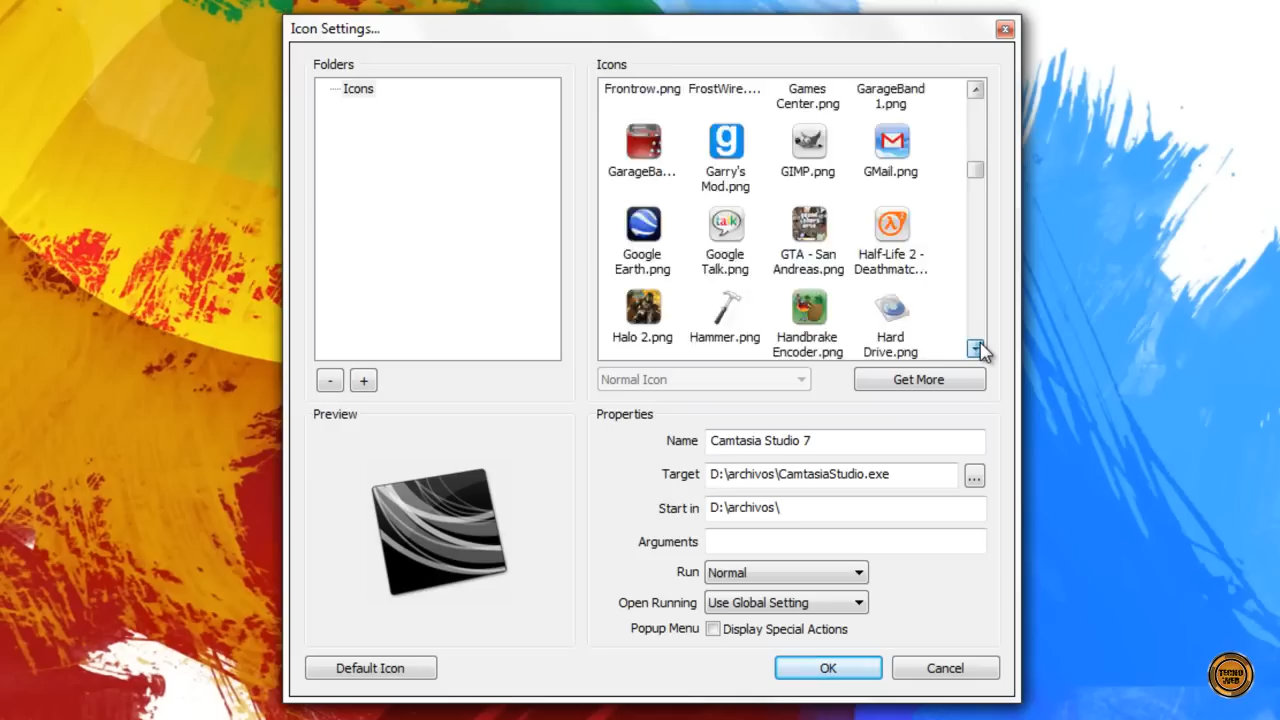 Icon Settings...
Folders
Icons
-
+
Icons
Frontrow.png FrostWire.... Games GarageBand
Center.png 1.png
GarageBa... Garry's GIMP.png GMail.png
Mod.png
talk
Google Google GTA - San Half-Life 2 -
Earth.png Talk.png Andreas.png Deathmatc...
Halo 2.png Hammer.png Handbrake Hard
Encoder.png Drive.png
Normal Icon
Get More
Preview
Properties
Name Camtasia Studio 7
Target D:\archivos\CamtasiaStudio.exe ...
Start in D:\archivos\
Arguments
Run Normal
Open Running Use Global Setting
Popup Menu Display Special Actions
Default Icon
OK
Cancel
TECNO
WEB